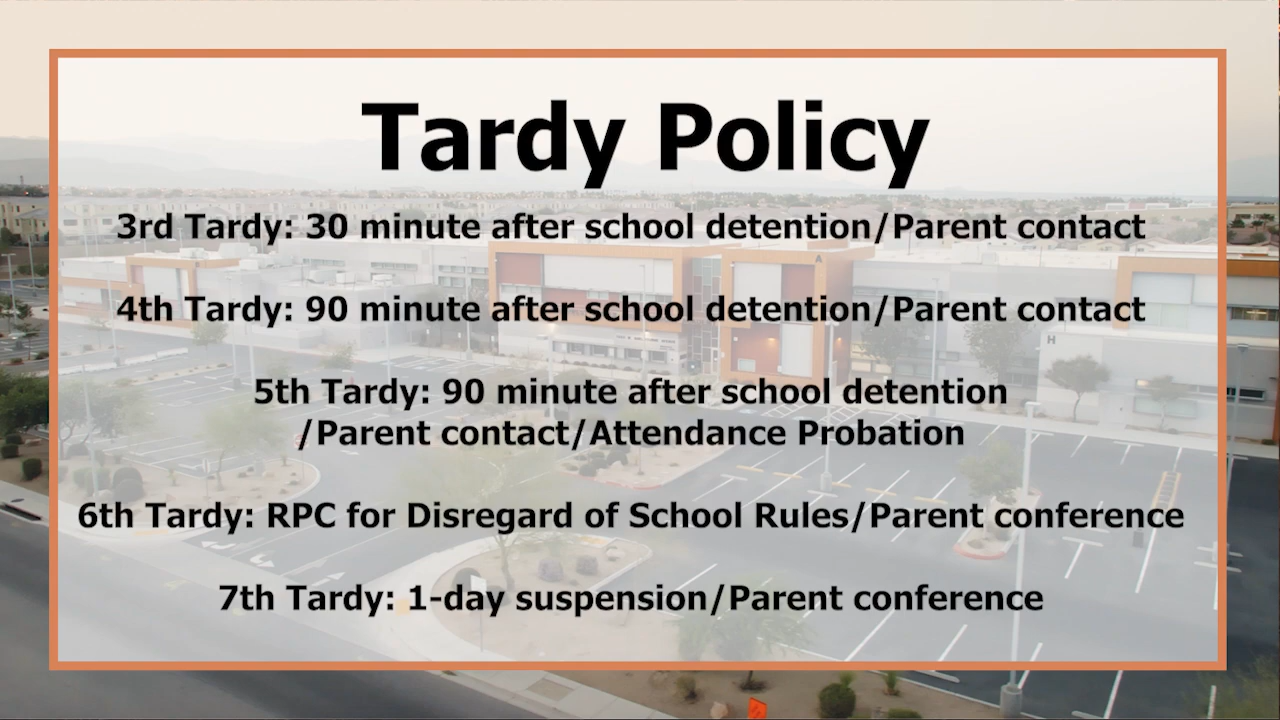 Tardy Policy
3rd Tardy: 30 minute after school detention/Parent contact
4th Tardy: 90 minute after school detention/Parent contact
5th Tardy: 90 minute after school detention
/Parent contact/Attendance Probation
6th Tardy: RPC for Disregard of School Rules/Parent conference
7th Tardy: 1-day suspension/Parent conference
A
H